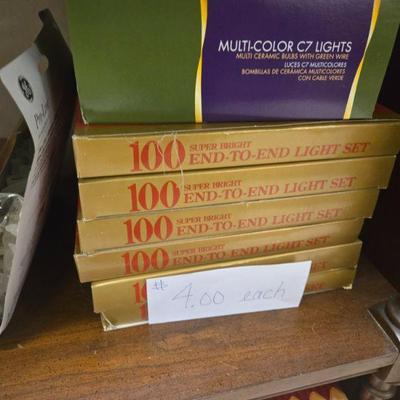 MULTI-COLOR C7 LIGHTS
MULTI CERAMIC BULBS WITH GREEN WIRE
LUCES C7 MULTICOLORES
BOMBILLAS DE CERÁMICA MULTICOLORES
CON CABLE VERDE
100 SUPER BRIGHT
END-TO-END LIGHT SET
100 SUPER BRIGHT
END-TO-END LIGHT SET
100 SUPER BRIGHT
END-TO-END LIGHT SET
100 SUPER BRIGHT
END-TO-END LIGHT SET
# 4.00 each